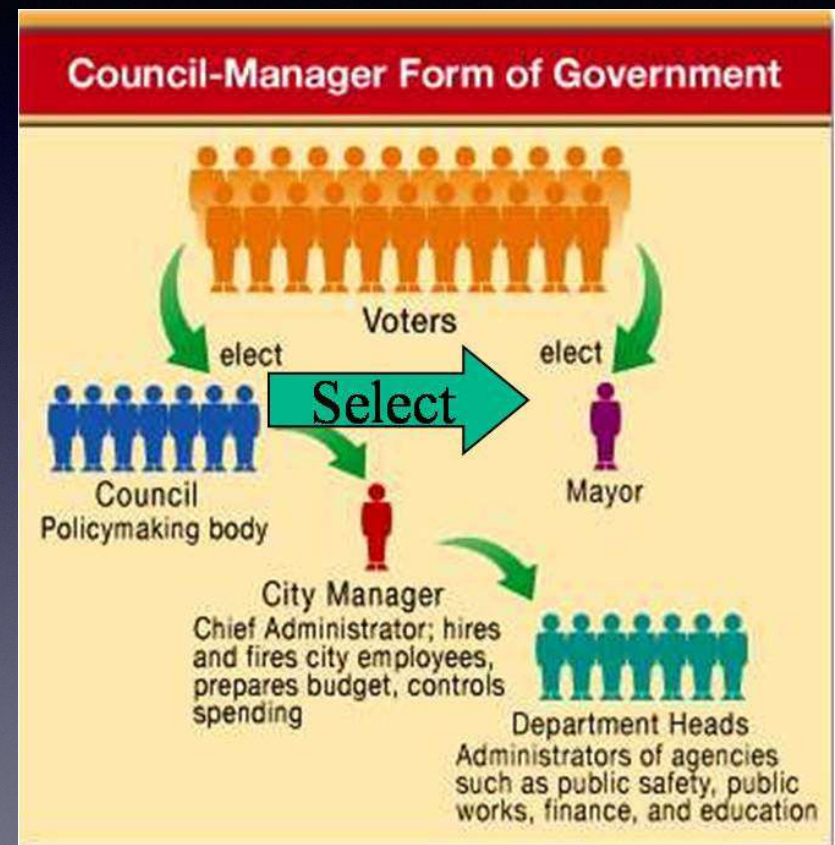 Council-Manager Form of Government
Voters
elect
elect
Select
Council
Policymaking body
Mayor
City Manager
Chief Administrator; hires
and fires city employees,
prepares budget, controls
spending
Department Heads
Administrators of agencies
such as public safety, public
works, finance, and education